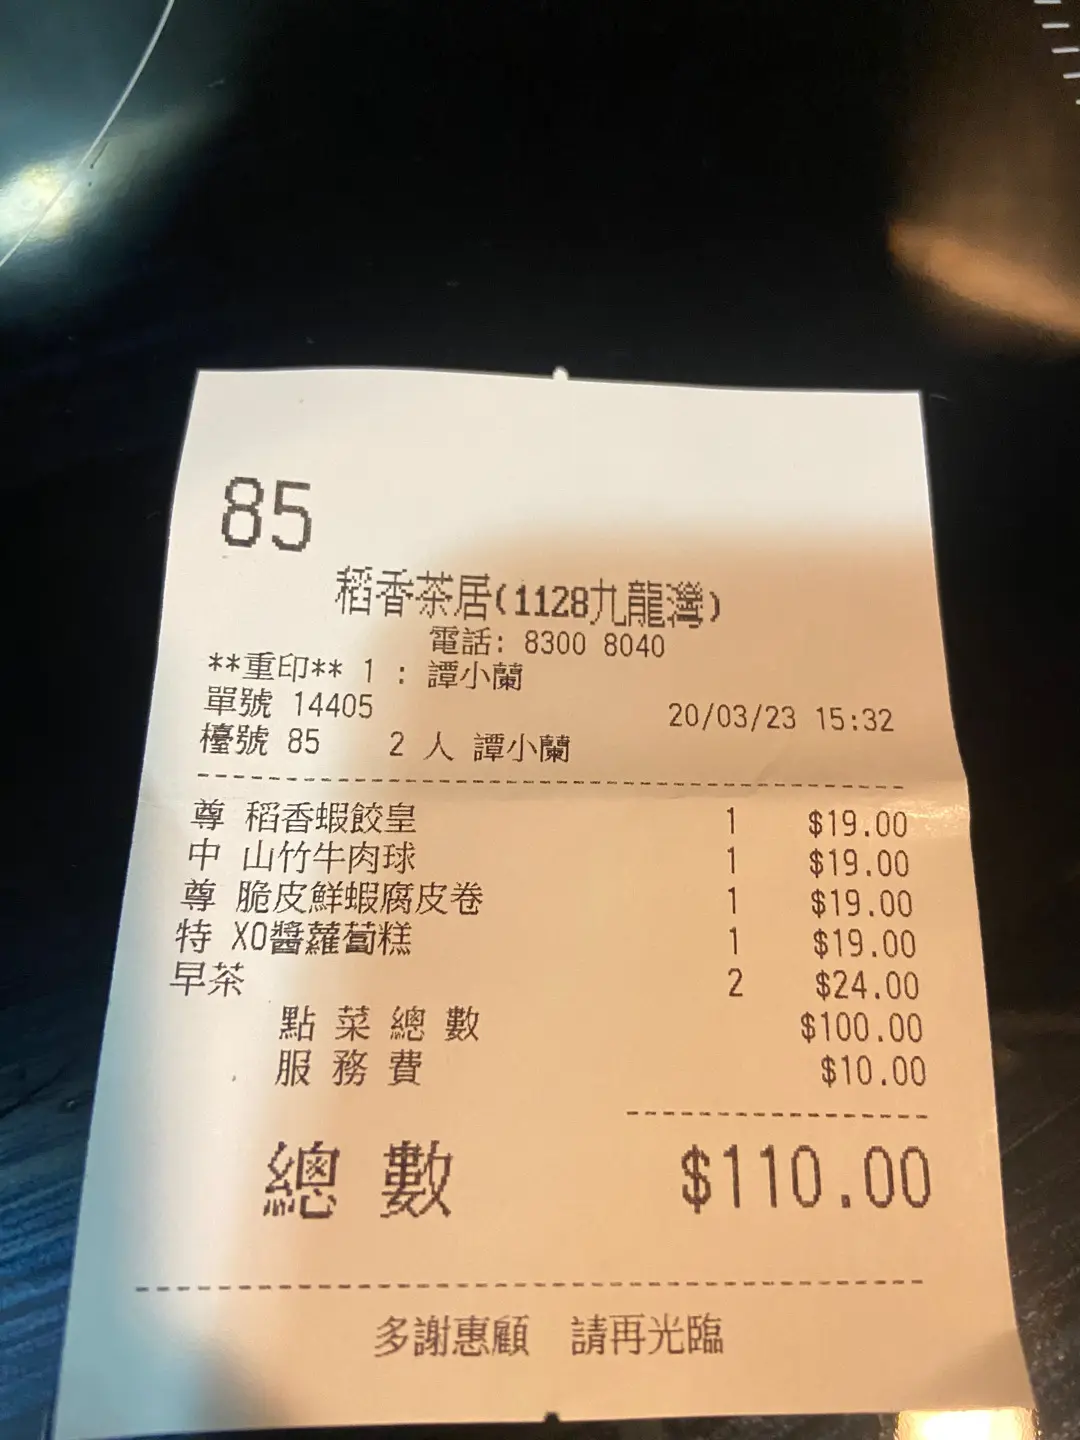 85
稻香茶居(1128九龍灣)
電話: 8300 8040
**重印** 1 : 譚小蘭
單號 14405 20/03/23 15:32
檯號 85 2 人 譚小蘭
尊 稻香蝦餃皇 1 $19.00
中 山竹牛肉球 1 $19.00
尊 脆皮鮮蝦腐皮卷 1 $19.00
特 XO醬蘿蔔糕 1 $19.00
早茶 2 $24.00
點 菜 總 數 $100.00
服 務 費 $10.00
總 數 $110.00
多謝惠顧 請再光臨